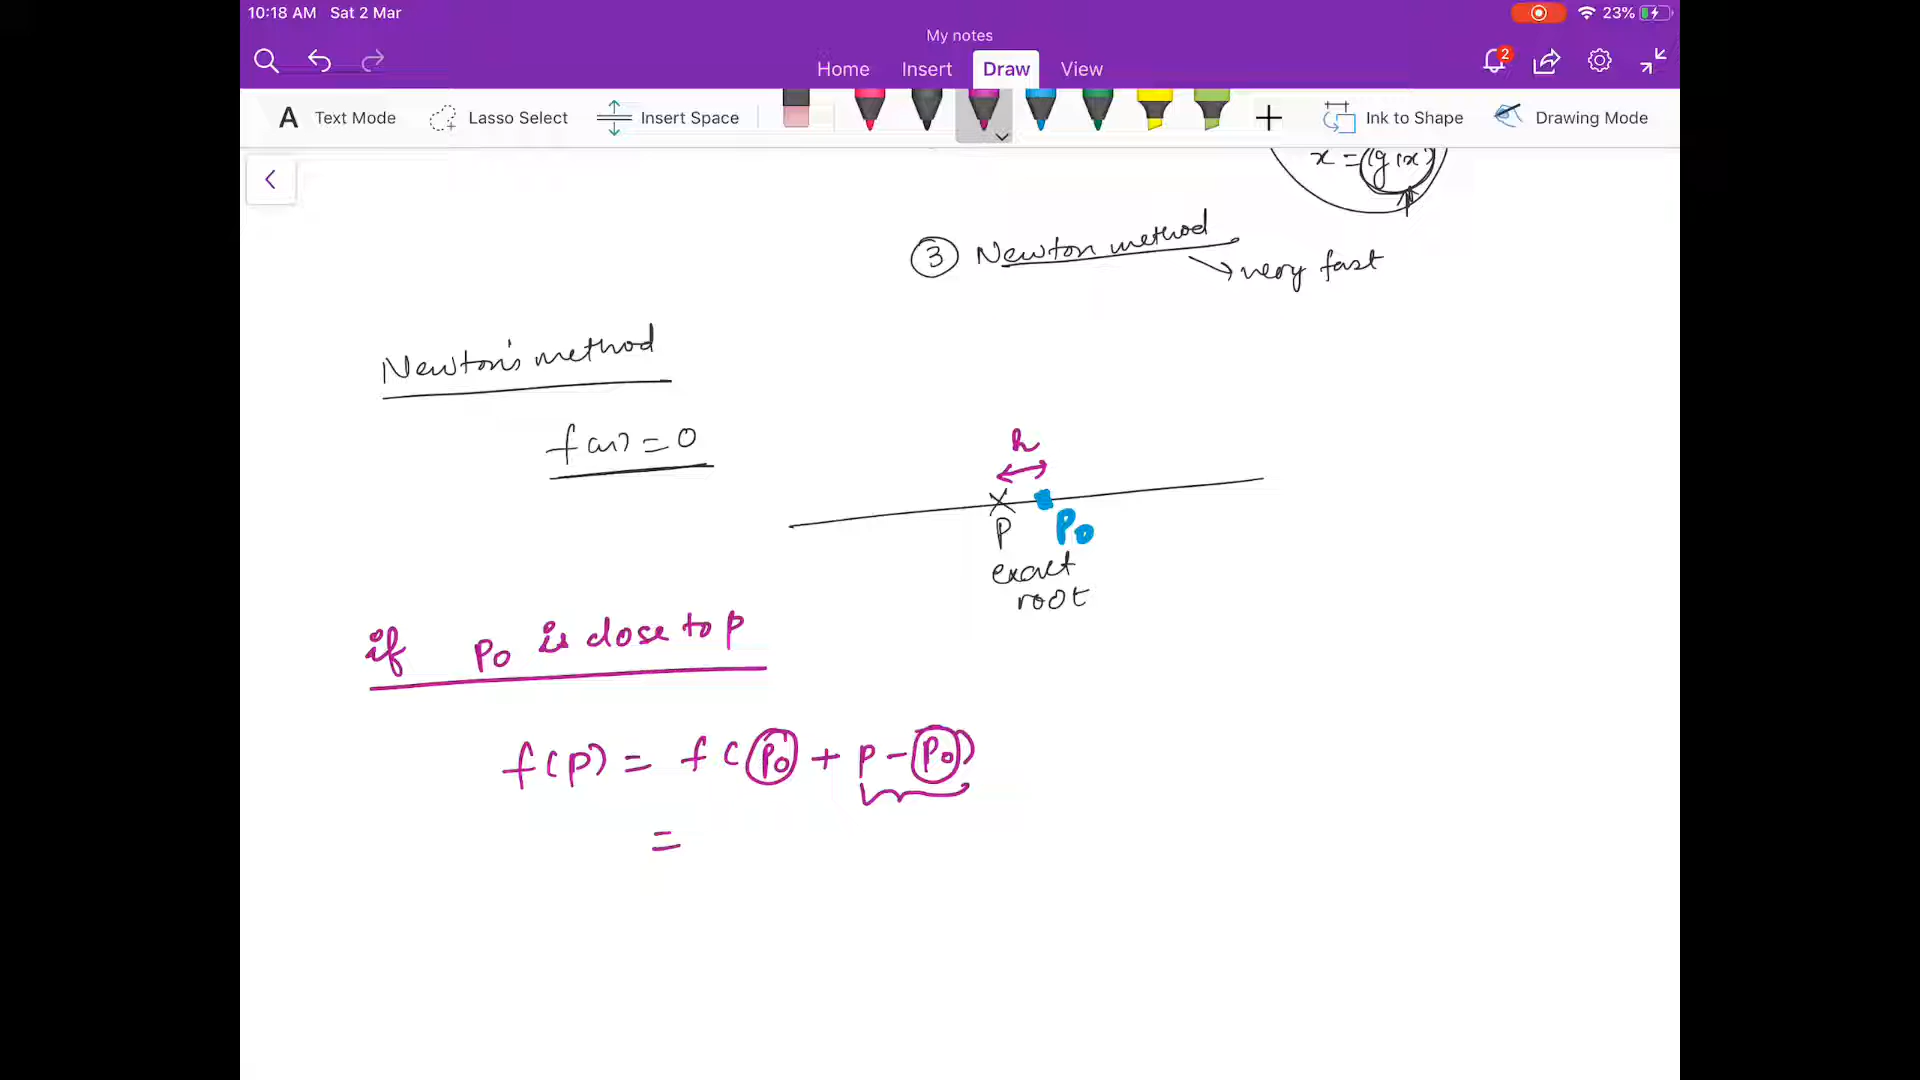 10:18 AM Sat 2 Mar
23%
My notes
2
Home Insert Draw View
A Text Mode Lasso Select Insert Space Ink to Shape Drawing Mode
x = (g(x)
③ Newton method
very fast
Newton's method
f(x) = 0
h
P P₀
exact
root
if P₀ is close to p
f(p) = f(P₀ + p - P₀)
=